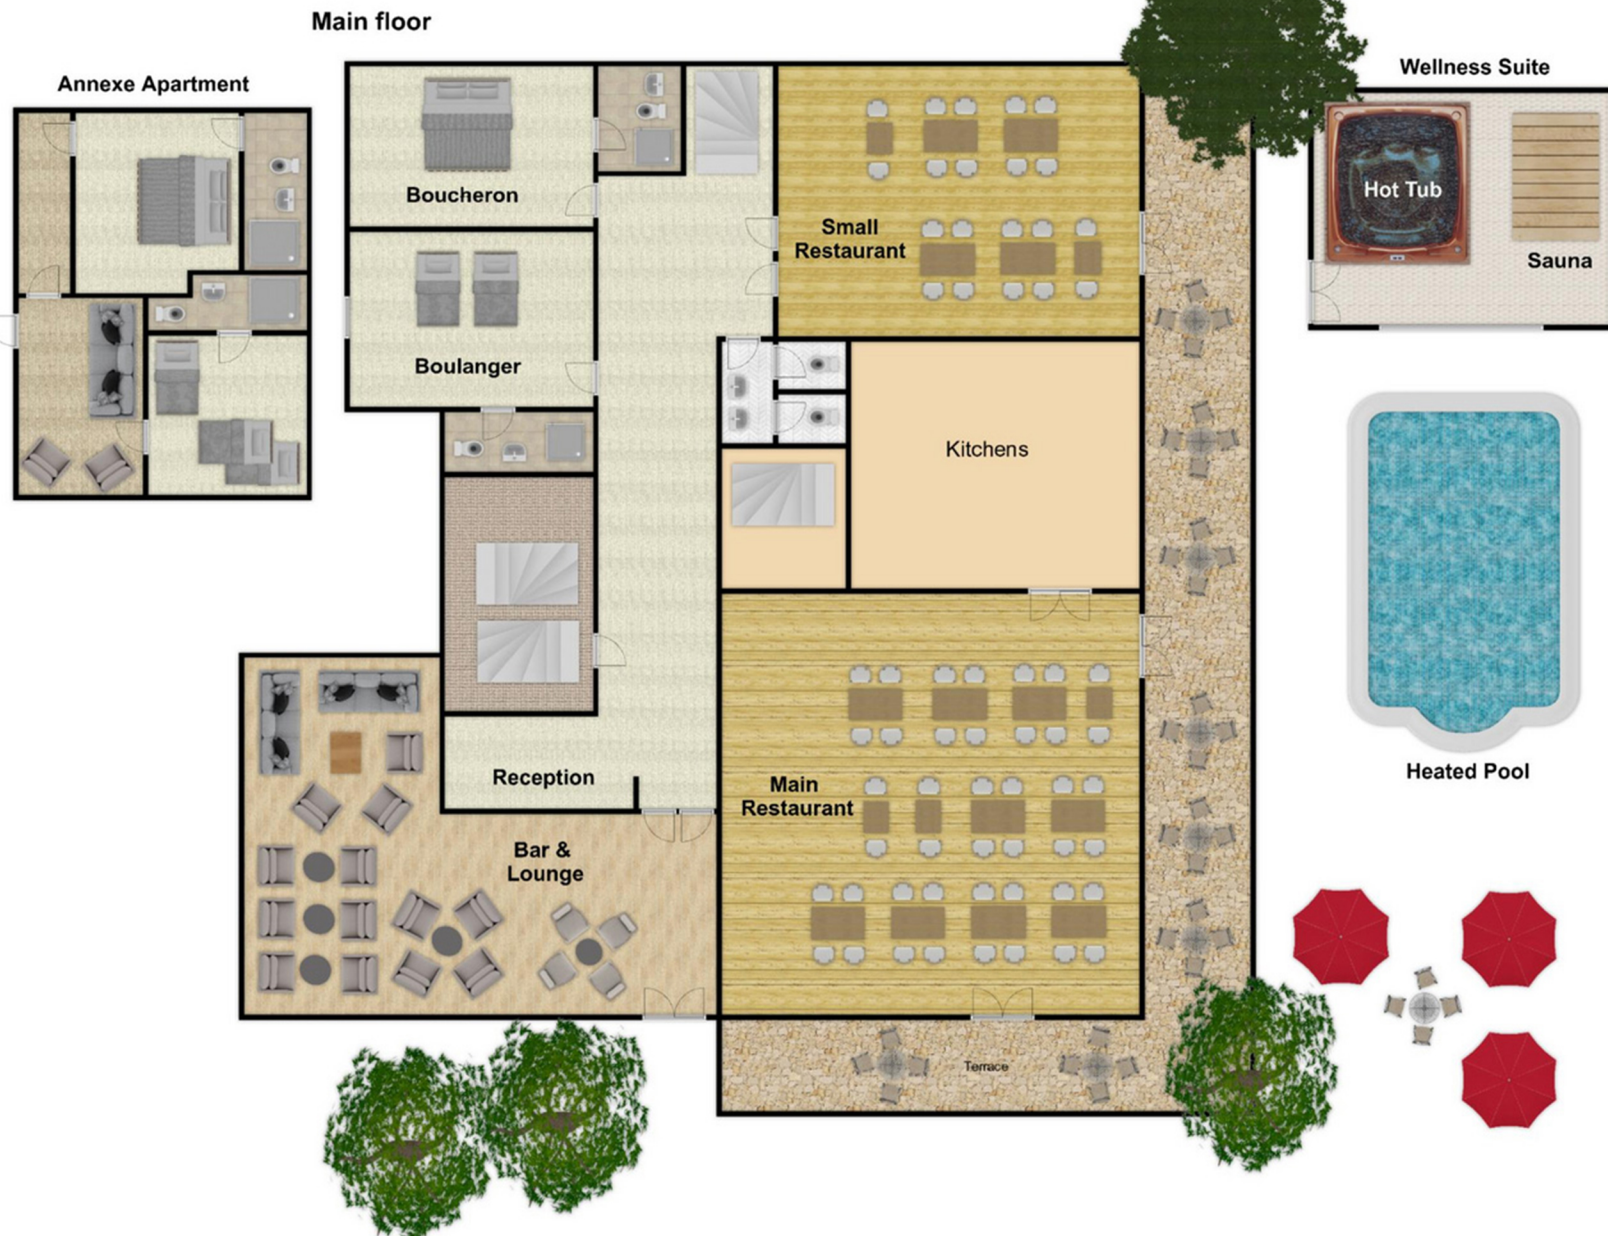 Main floor
Annexe Apartment
Wellness Suite
Boucheron
Hot Tub
Small
Restaurant
Sauna
Boulanger
Kitchens
Reception
Main
Restaurant
Heated Pool
Bar &
Lounge
Terrace